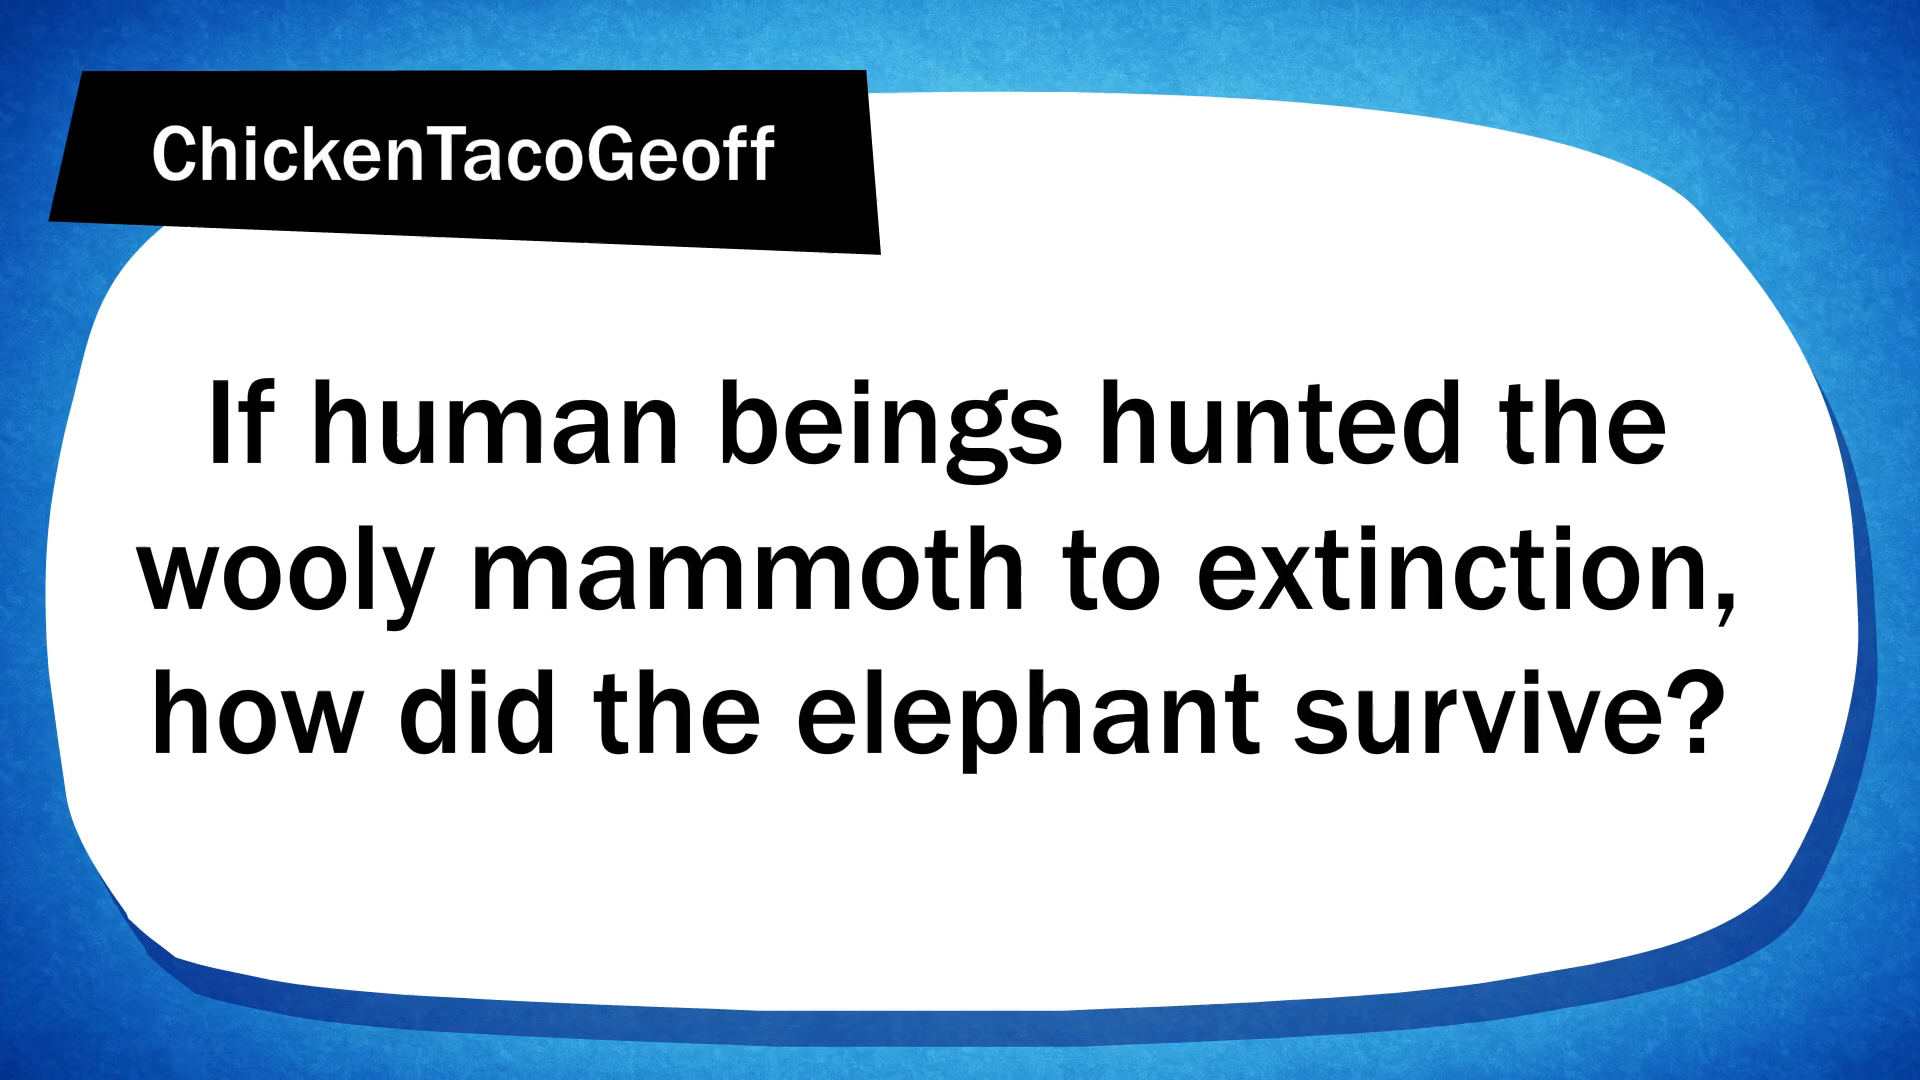 ChickenTacoGeoff
If human beings hunted the
wooly mammoth to extinction,
how did the elephant survive?